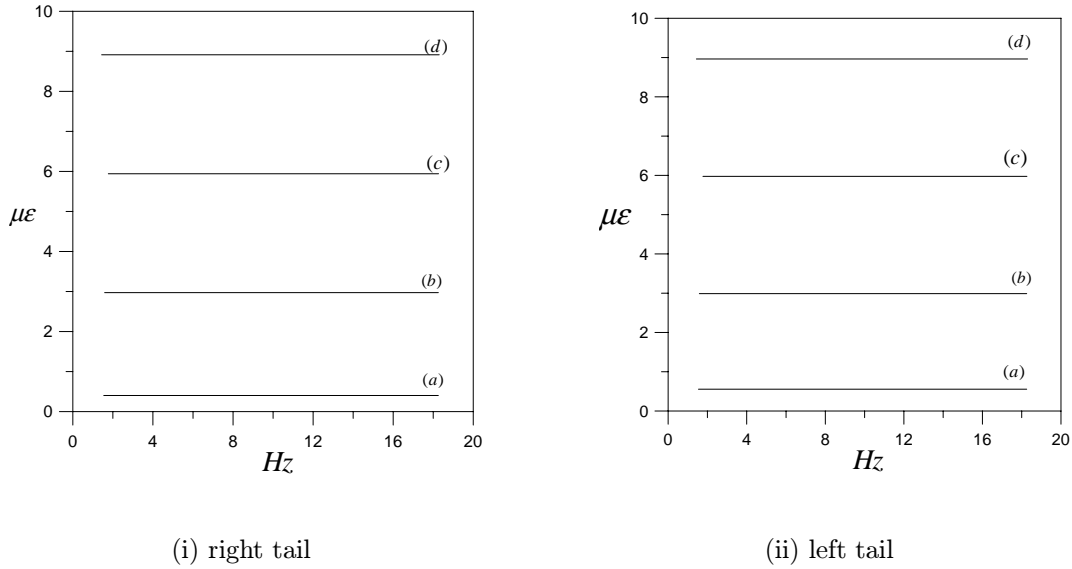 10
8
6
4
2
0
με
(d)
(c)
(b)
(a)
0 4 8 12 16 20
Hz
(i) right tail
10
8
6
4
2
0
με
(d)
(c)
(b)
(a)
0 4 8 12 16 20
Hz
(ii) left tail